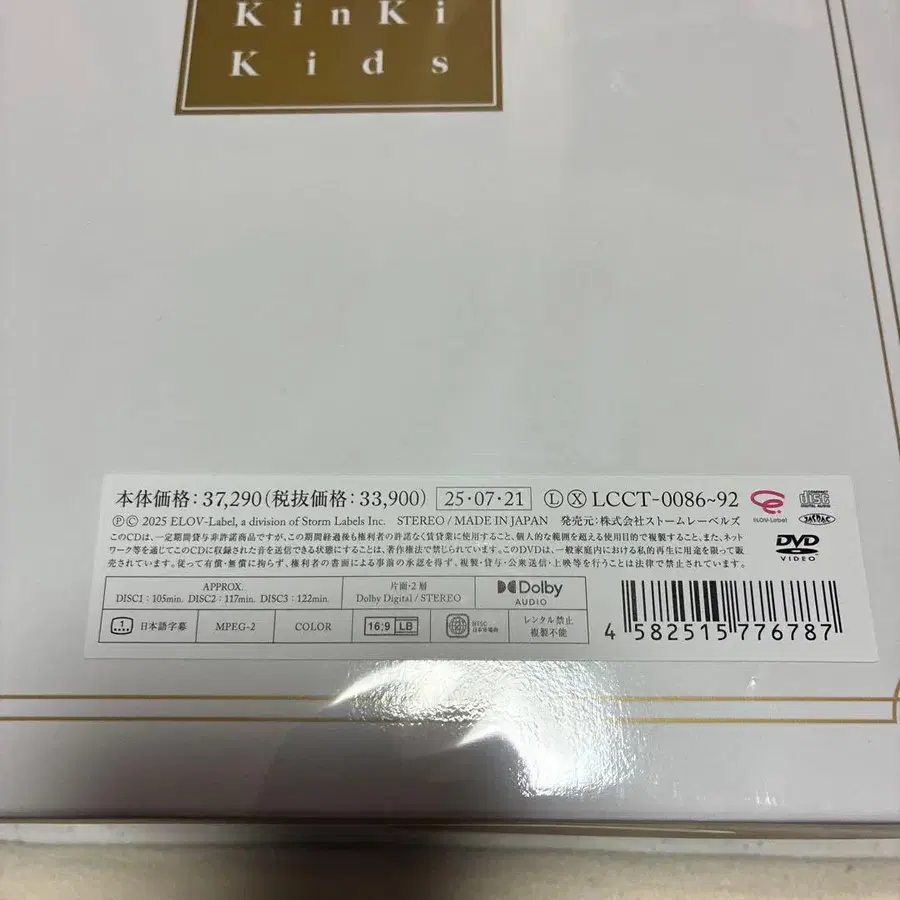 KinKi
Kids
本体価格：37,290（税抜価格：33,900） 25・07・21 Ⓛ Ⓧ LCCT-0086~92
ⓅⒸ 2025 ELOV-Label, a division of Storm Labels Inc. STEREO / MADE IN JAPAN 発売元：株式会社ストームレーベルズ
このCDは、一定期間貸与非許諾商品ですが、この期間経過後も権利者の許諾なく賃貸業に使用すること、個人的な範囲を超える使用目的で複製すること、また、ネット
ワーク等を通じてこのCDに収録された音を送信できる状態にすることは、著作権法で禁じられています。このDVDは、一般家庭内における私的再生に用途を限って販
売されています。従って有償・無償に拘らず、権利者の書面による事前の承認を得ず、複製・貸与・公衆送信・上映等を行うことは法律で禁止されています。
ELOV-Label
COMPACT
disc
DIGITAL AUDIO
JASRAC
DVD
VIDEO
APPROX.
DISC1：105min. DISC2：117min. DISC3：122min.
片面・2層
Dolby Digital / STEREO
Dolby
AUDIO
1 日本語字幕
MPEG-2
COLOR
16:9 LB
2 NTSC
日本市場向
レンタル禁止
複製不能
4 582515 776787